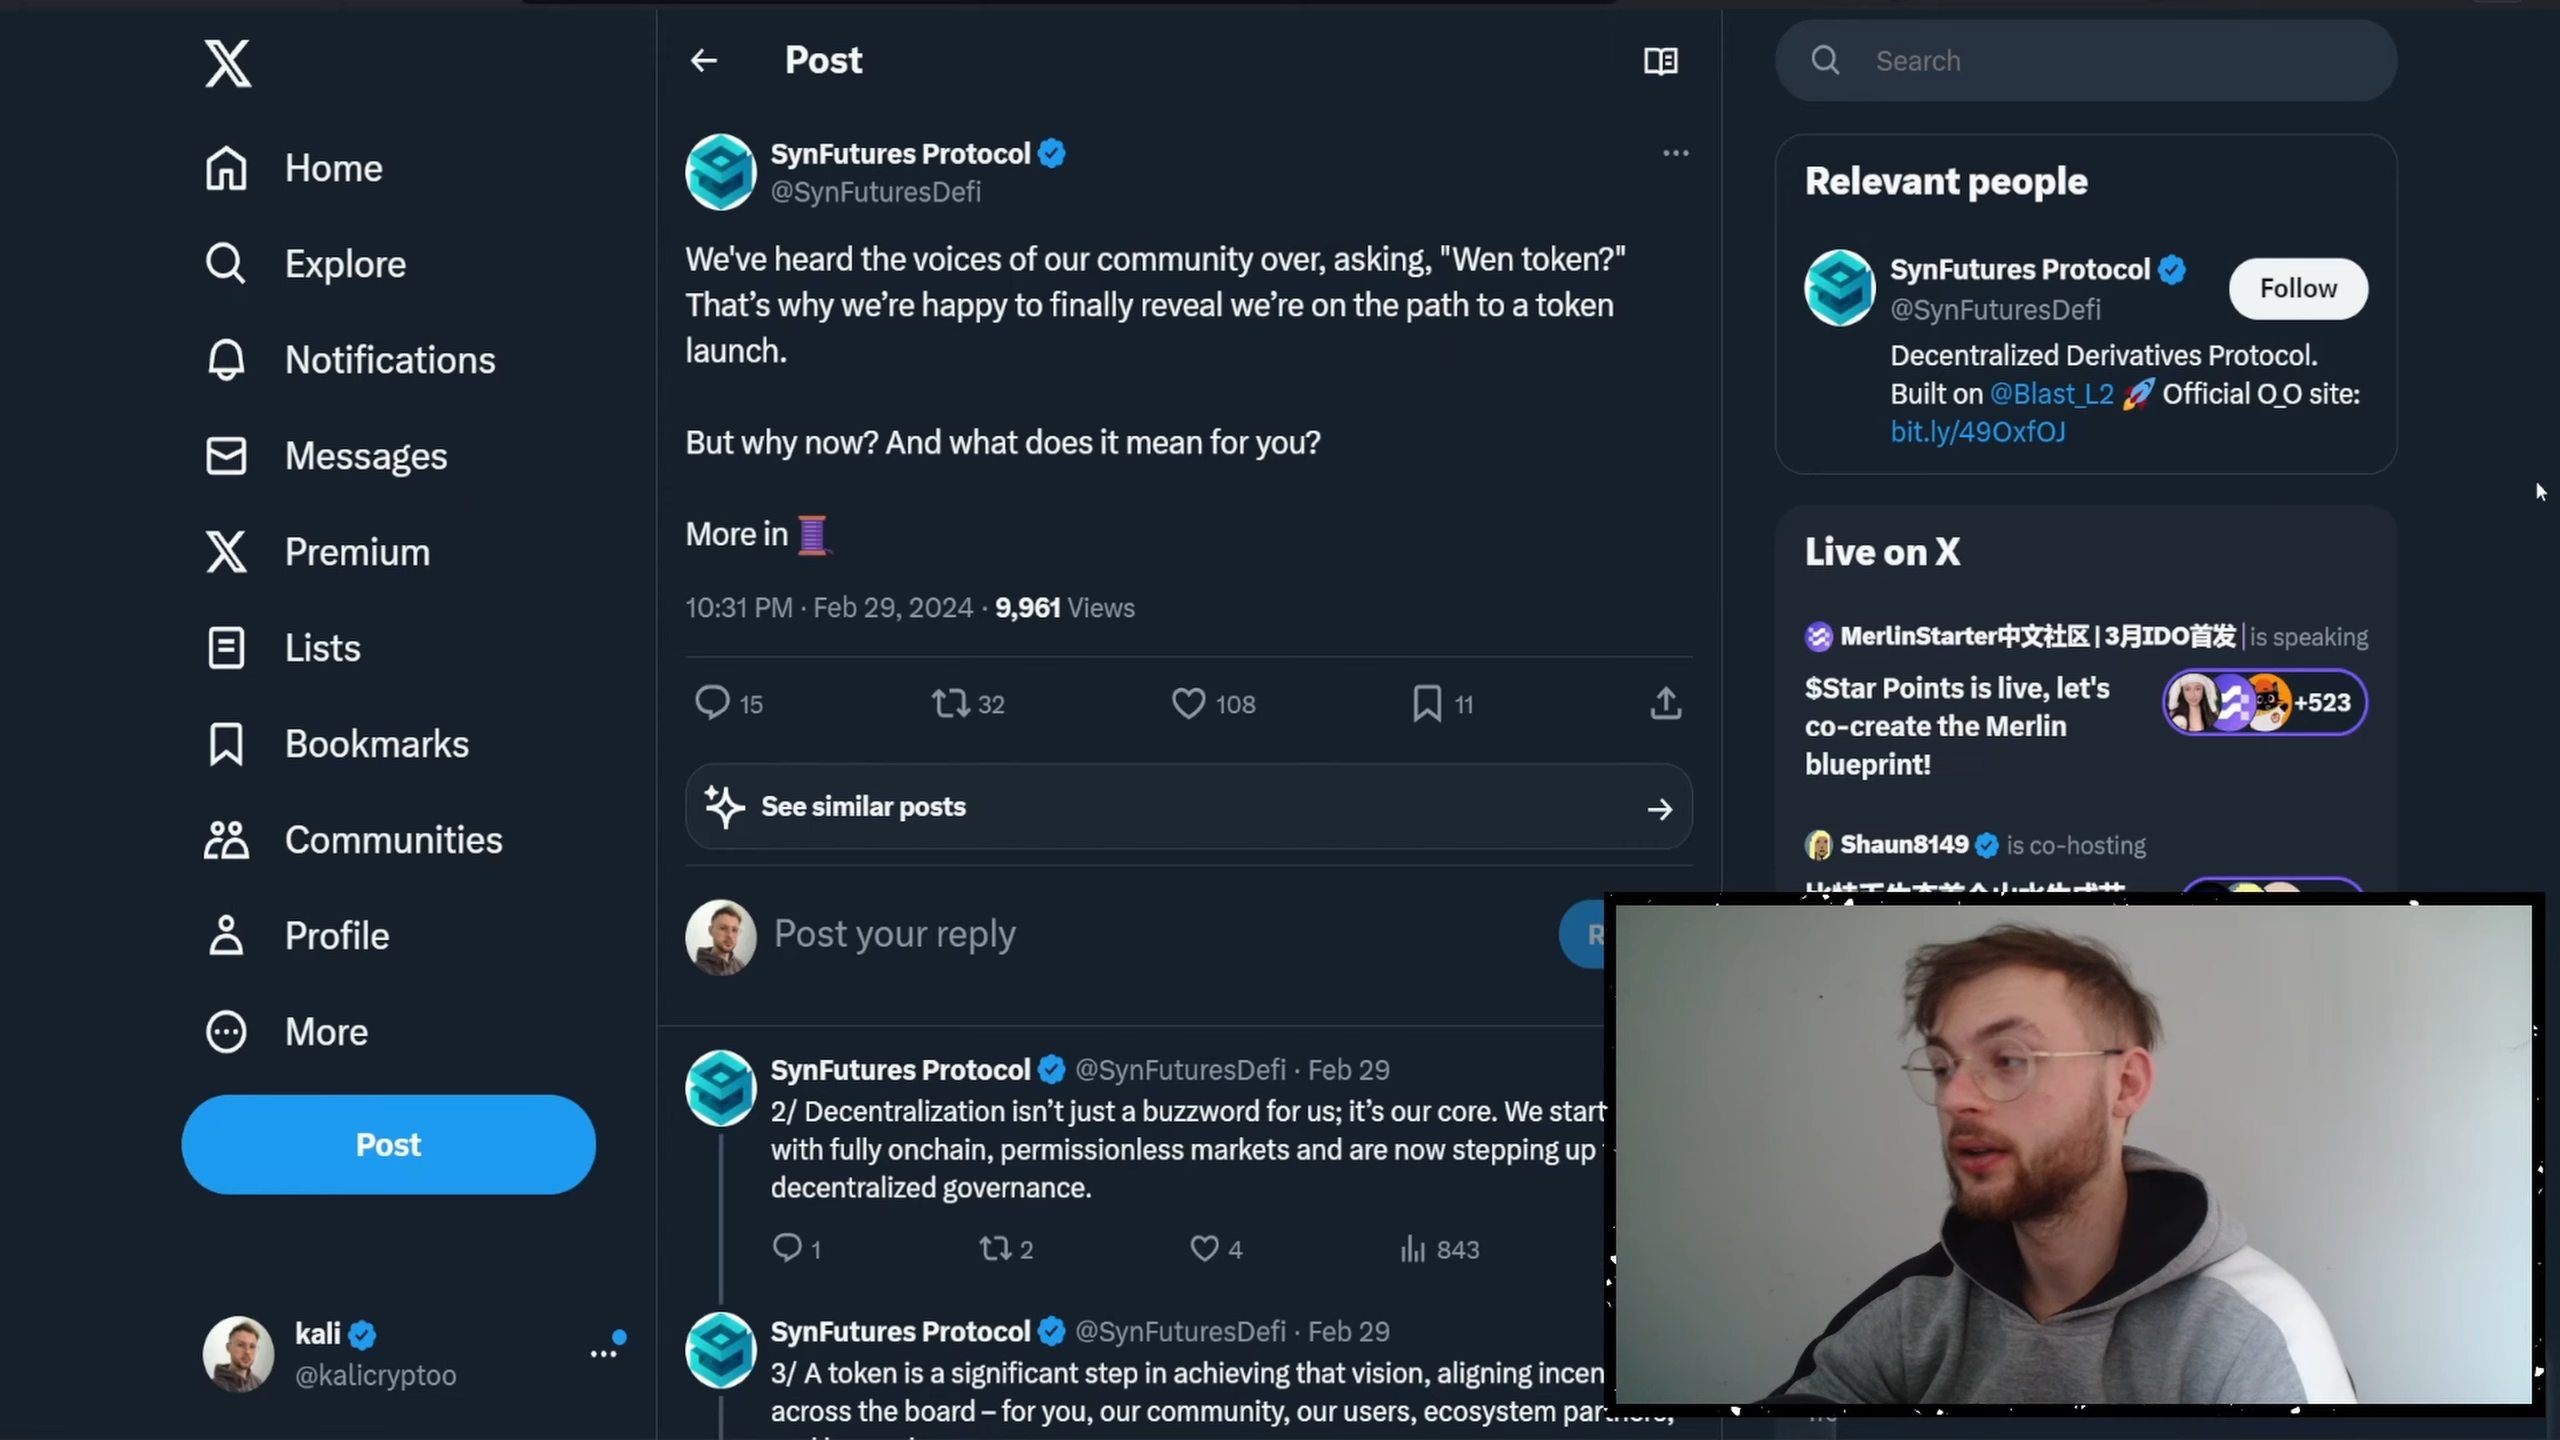 Home
Explore
Notifications
Messages
Premium
Lists
Bookmarks
Communities
Profile
More
Post
kali
@kalicryptoo
Post
SynFutures Protocol
@SynFuturesDefi
We've heard the voices of our community over, asking, "Wen token?"
That’s why we’re happy to finally reveal we’re on the path to a token
launch.
But why now? And what does it mean for you?
More in
10:31 PM · Feb 29, 2024 · 9,961 Views
15 32 108 11
See similar posts
Post your reply
R
SynFutures Protocol @SynFuturesDefi · Feb 29
2/ Decentralization isn’t just a buzzword for us; it’s our core. We start
with fully onchain, permissionless markets and are now stepping up
decentralized governance.
1 2 4 843
SynFutures Protocol @SynFuturesDefi · Feb 29
3/ A token is a significant step in achieving that vision, aligning incen
across the board – for you, our community, our users, ecosystem partners,
Search
Relevant people
SynFutures Protocol
@SynFuturesDefi
Follow
Decentralized Derivatives Protocol.
Built on @Blast_L2 🚀 Official O_O site:
bit.ly/49OxfOJ
Live on X
MerlinStarter中文社区 | 3月IDO首发 is speaking
$Star Points is live, let's
co-create the Merlin
blueprint!
+523
Shaun8149 is co-hosting